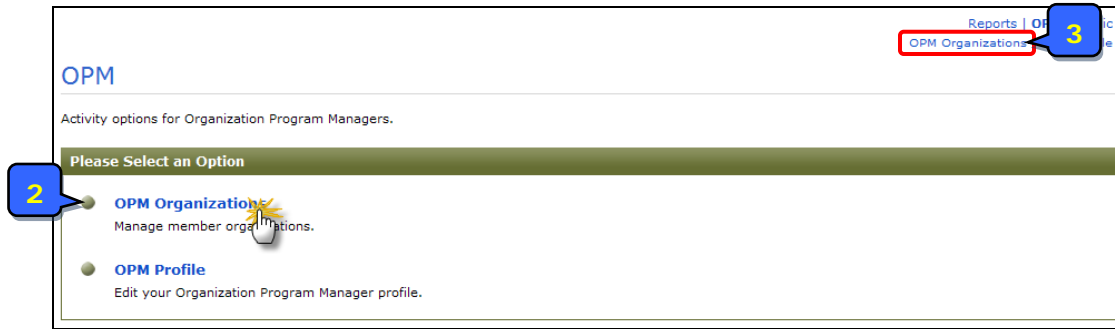 Reports | OP
3
OPM Organizations
OPM
Activity options for Organization Program Managers.
Please Select an Option
2
OPM Organizations
Manage member organizations.
OPM Profile
Edit your Organization Program Manager profile.